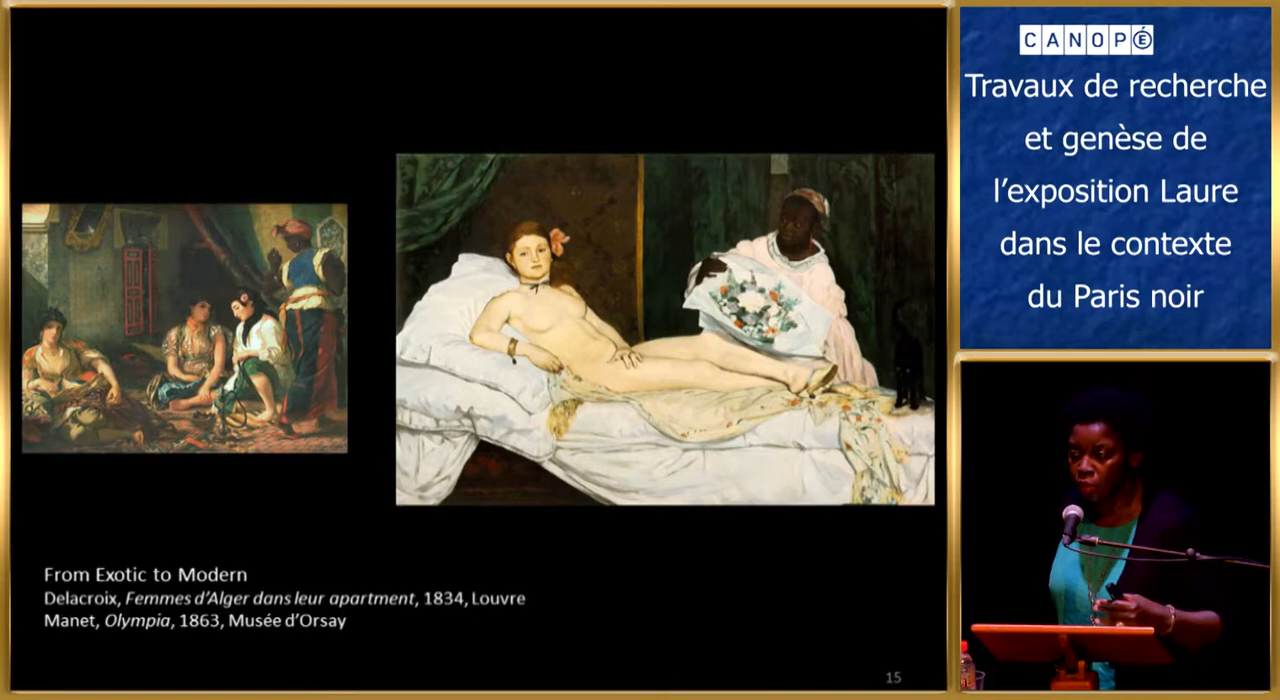 CANOPÉ
Travaux de recherche
et genèse de
l’exposition Laure
dans le contexte
du Paris noir
From Exotic to Modern
Delacroix, Femmes d’Alger dans leur apartment, 1834, Louvre
Manet, Olympia, 1863, Musée d’Orsay
15